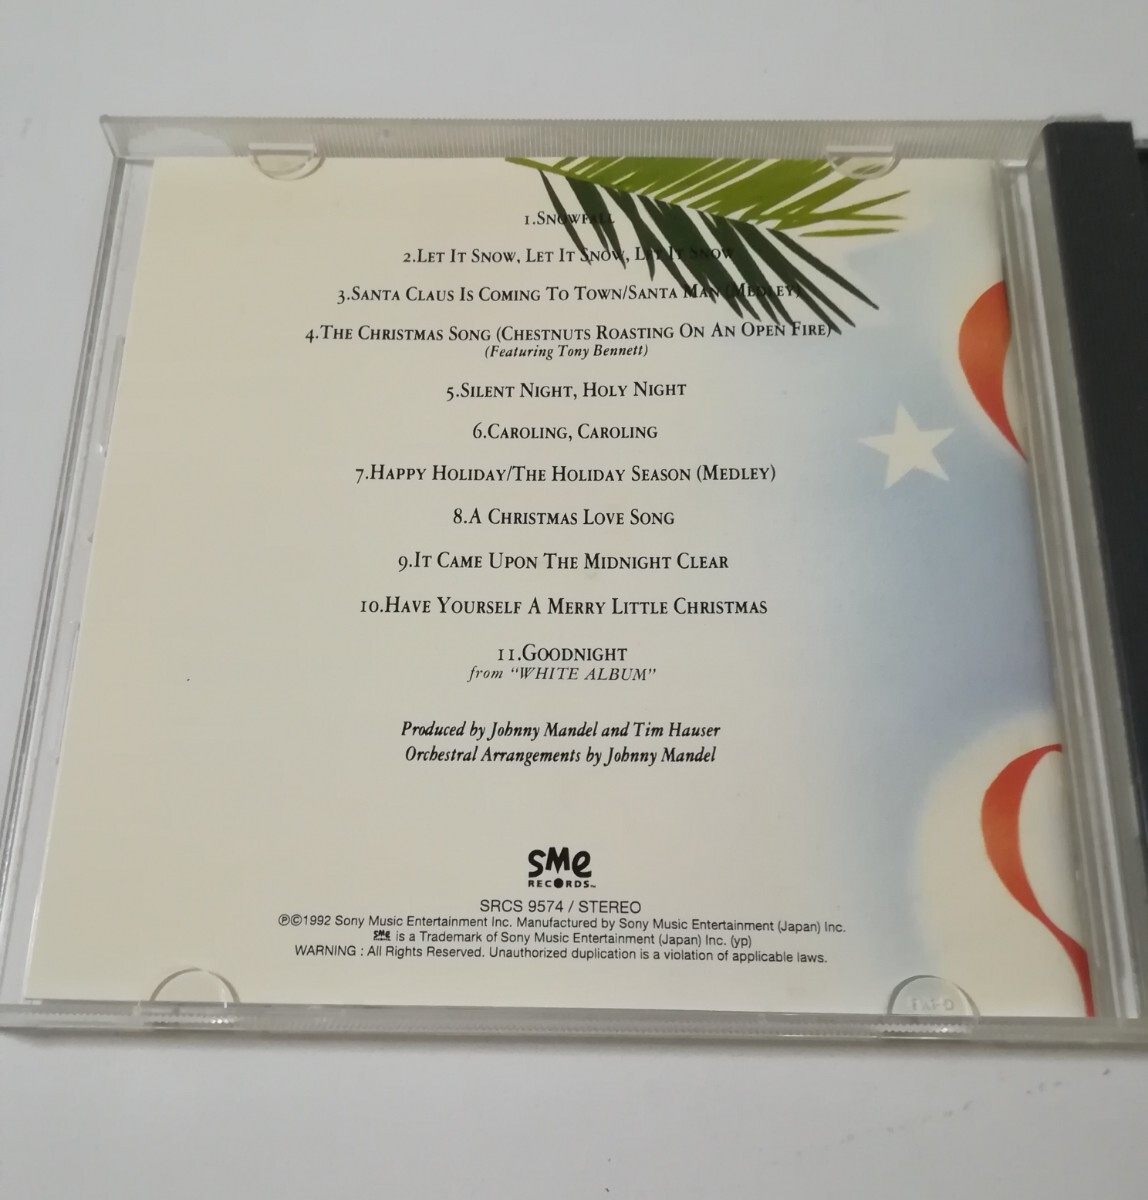 1.SNOWFALL
2.LET IT SNOW, LET IT SNOW, LET IT SNOW
3.SANTA CLAUS IS COMING TO TOWN/SANTA MAN (MEDLEY)
4.THE CHRISTMAS SONG (CHESTNUTS ROASTING ON AN OPEN FIRE)
(Featuring Tony Bennett)
5.SILENT NIGHT, HOLY NIGHT
6.CAROLING, CAROLING
7.HAPPY HOLIDAY/THE HOLIDAY SEASON (MEDLEY)
8.A CHRISTMAS LOVE SONG
9.IT CAME UPON THE MIDNIGHT CLEAR
10.HAVE YOURSELF A MERRY LITTLE CHRISTMAS
11.GOODNIGHT
from "WHITE ALBUM"
Produced by Johnny Mandel and Tim Hauser
Orchestral Arrangements by Johnny Mandel
SMe
RECORDS™
SRCS 9574 / STEREO
℗©1992 Sony Music Entertainment Inc. Manufactured by Sony Music Entertainment (Japan) Inc.
SMe is a Trademark of Sony Music Entertainment (Japan) Inc. (yp)
WARNING : All Rights Reserved. Unauthorized duplication is a violation of applicable laws.